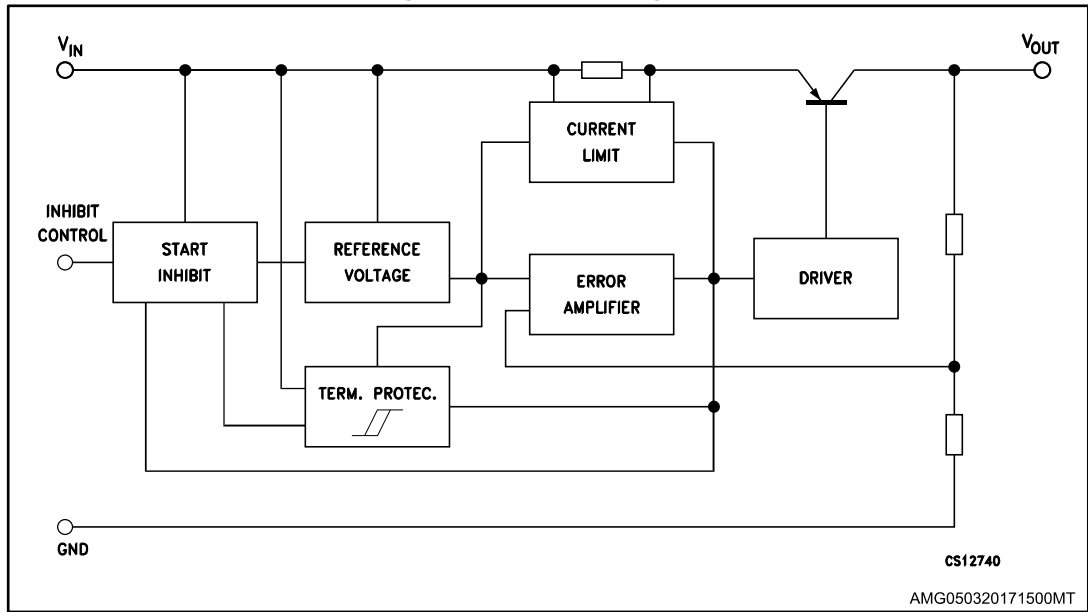 VIN
VOUT
CURRENT
LIMIT
INHIBIT
CONTROL
START
INHIBIT
REFERENCE
VOLTAGE
ERROR
AMPLIFIER
DRIVER
TERM. PROTEC.
GND
CS12740
AMG050320171500MT